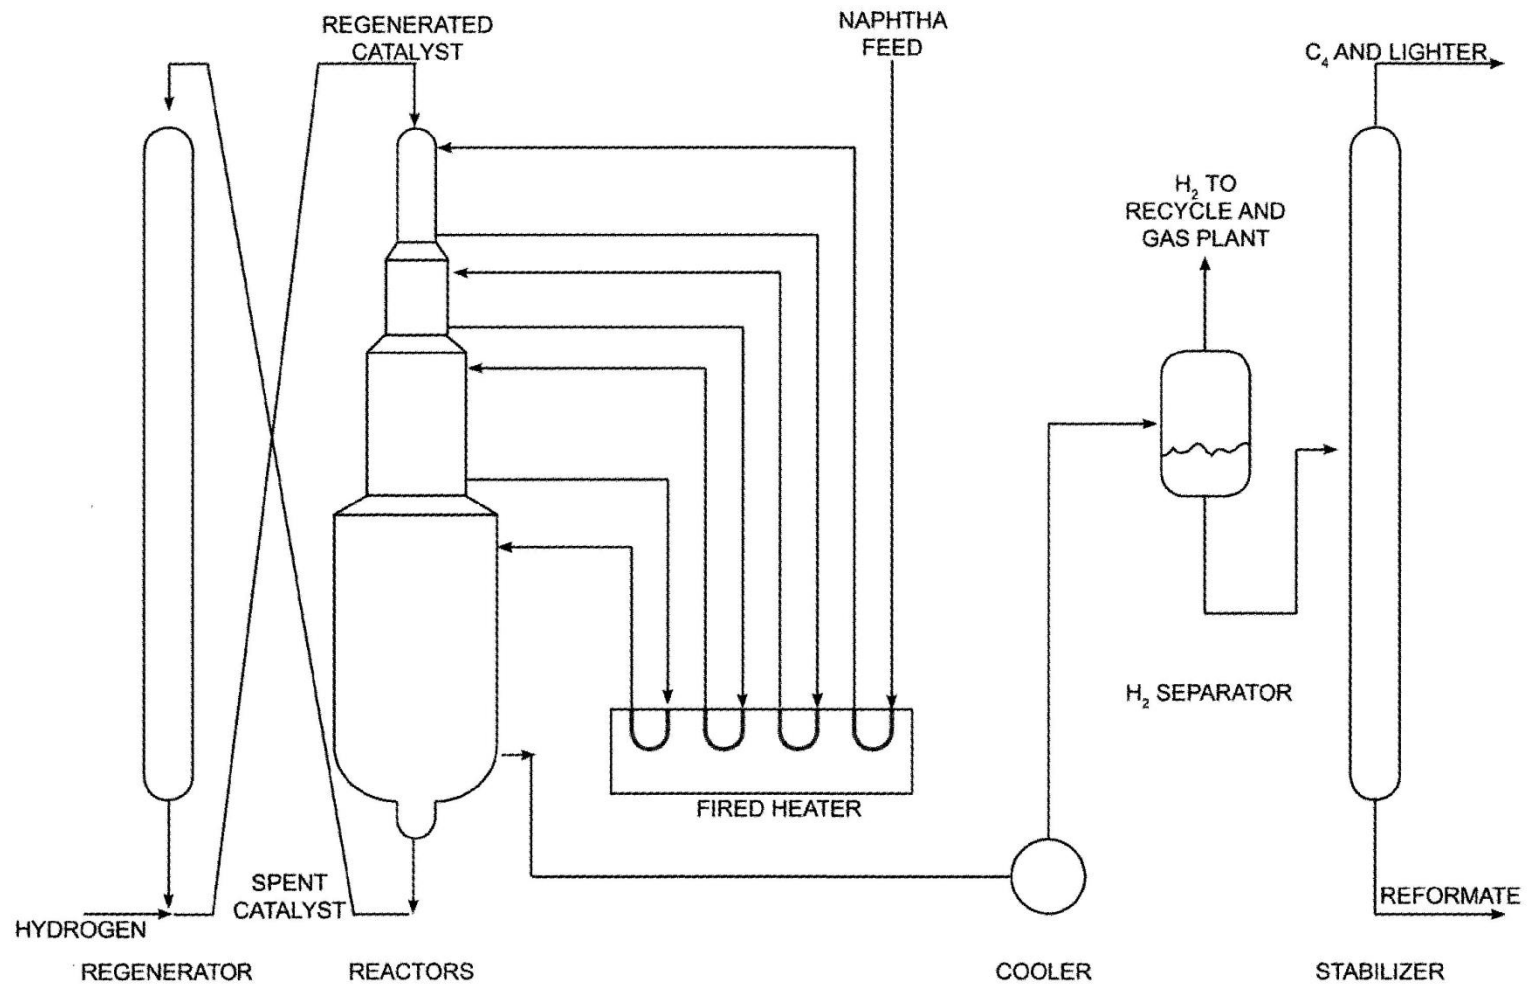 REGENERATED
CATALYST
NAPHTHA
FEED
C₄ AND LIGHTER
H₂ TO
RECYCLE AND
GAS PLANT
H₂ SEPARATOR
FIRED HEATER
SPENT
CATALYST
HYDROGEN
REFORMATE
REGENERATOR
REACTORS
COOLER
STABILIZER